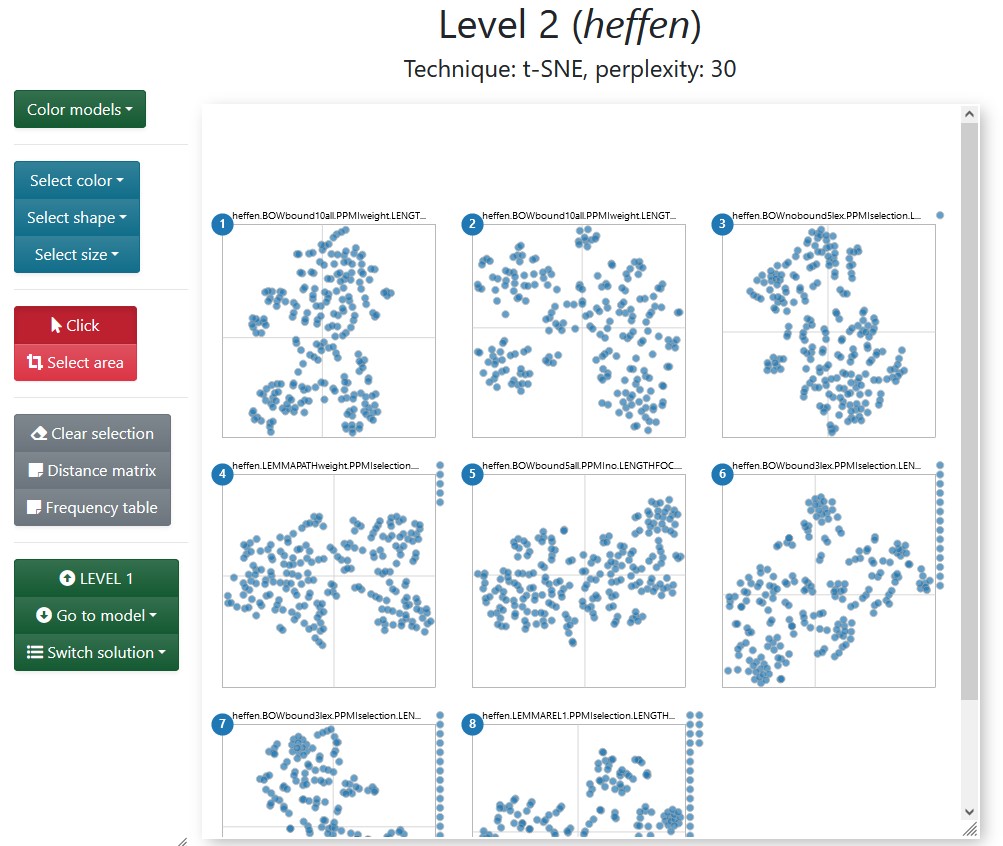 Level 2 (heffen)
Technique: t-SNE, perplexity: 30
Color models
Select color
Select shape
Select size
Click
Select area
Clear selection
Distance matrix
Frequency table
LEVEL 1
Go to model
Switch solution
1 heffen.BOWbound10all.PPMIweight.LENGT...
2 heffen.BOWbound10all.PPMIweight.LENGT...
3 heffen.BOWnobound5lex.PPMIselection.L...
4 heffen.LEMMAPATHweight.PPMIselection....
5 heffen.BOWbound5all.PPMIno.LENGTHFOC...
6 heffen.BOWbound3lex.PPMIselection.LEN...
7 heffen.BOWbound3lex.PPMIselection.LEN...
8 heffen.LEMMAREL1.PPMIselection.LENGTH...